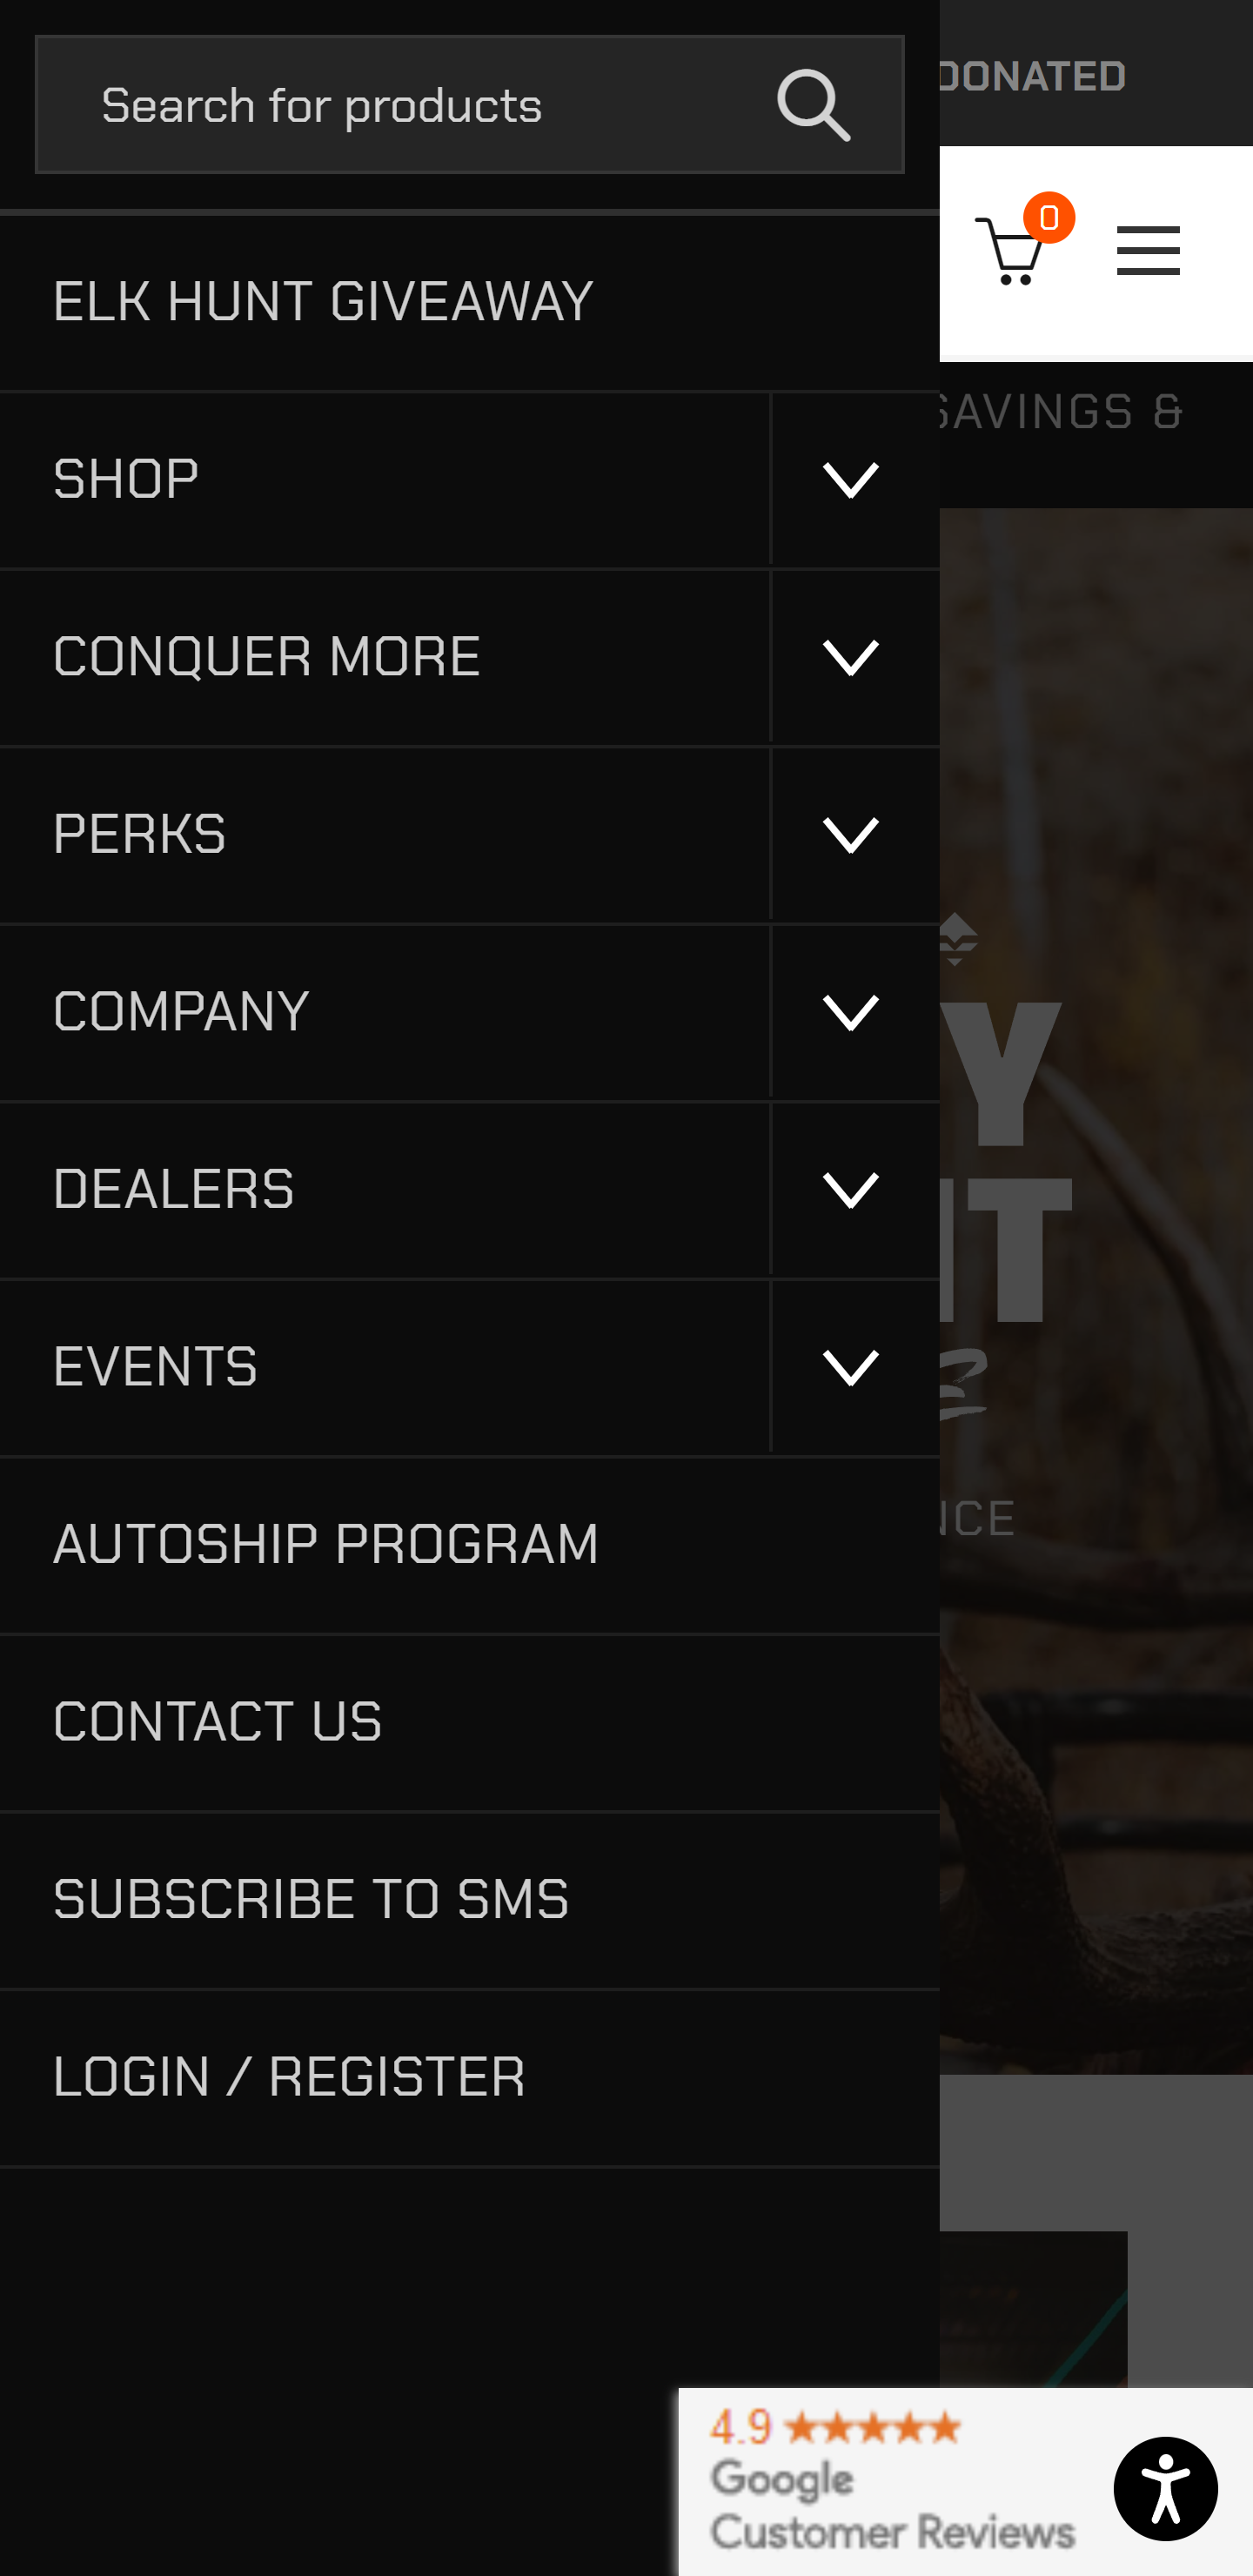 Search for products
DONATED
0
ELK HUNT GIVEAWAY
SAVINGS &
SHOP
CONQUER MORE
PERKS
COMPANY
DEALERS
EVENTS
AUTOSHIP PROGRAM
CONTACT US
SUBSCRIBE TO SMS
LOGIN / REGISTER
4.9
Google
Customer Reviews